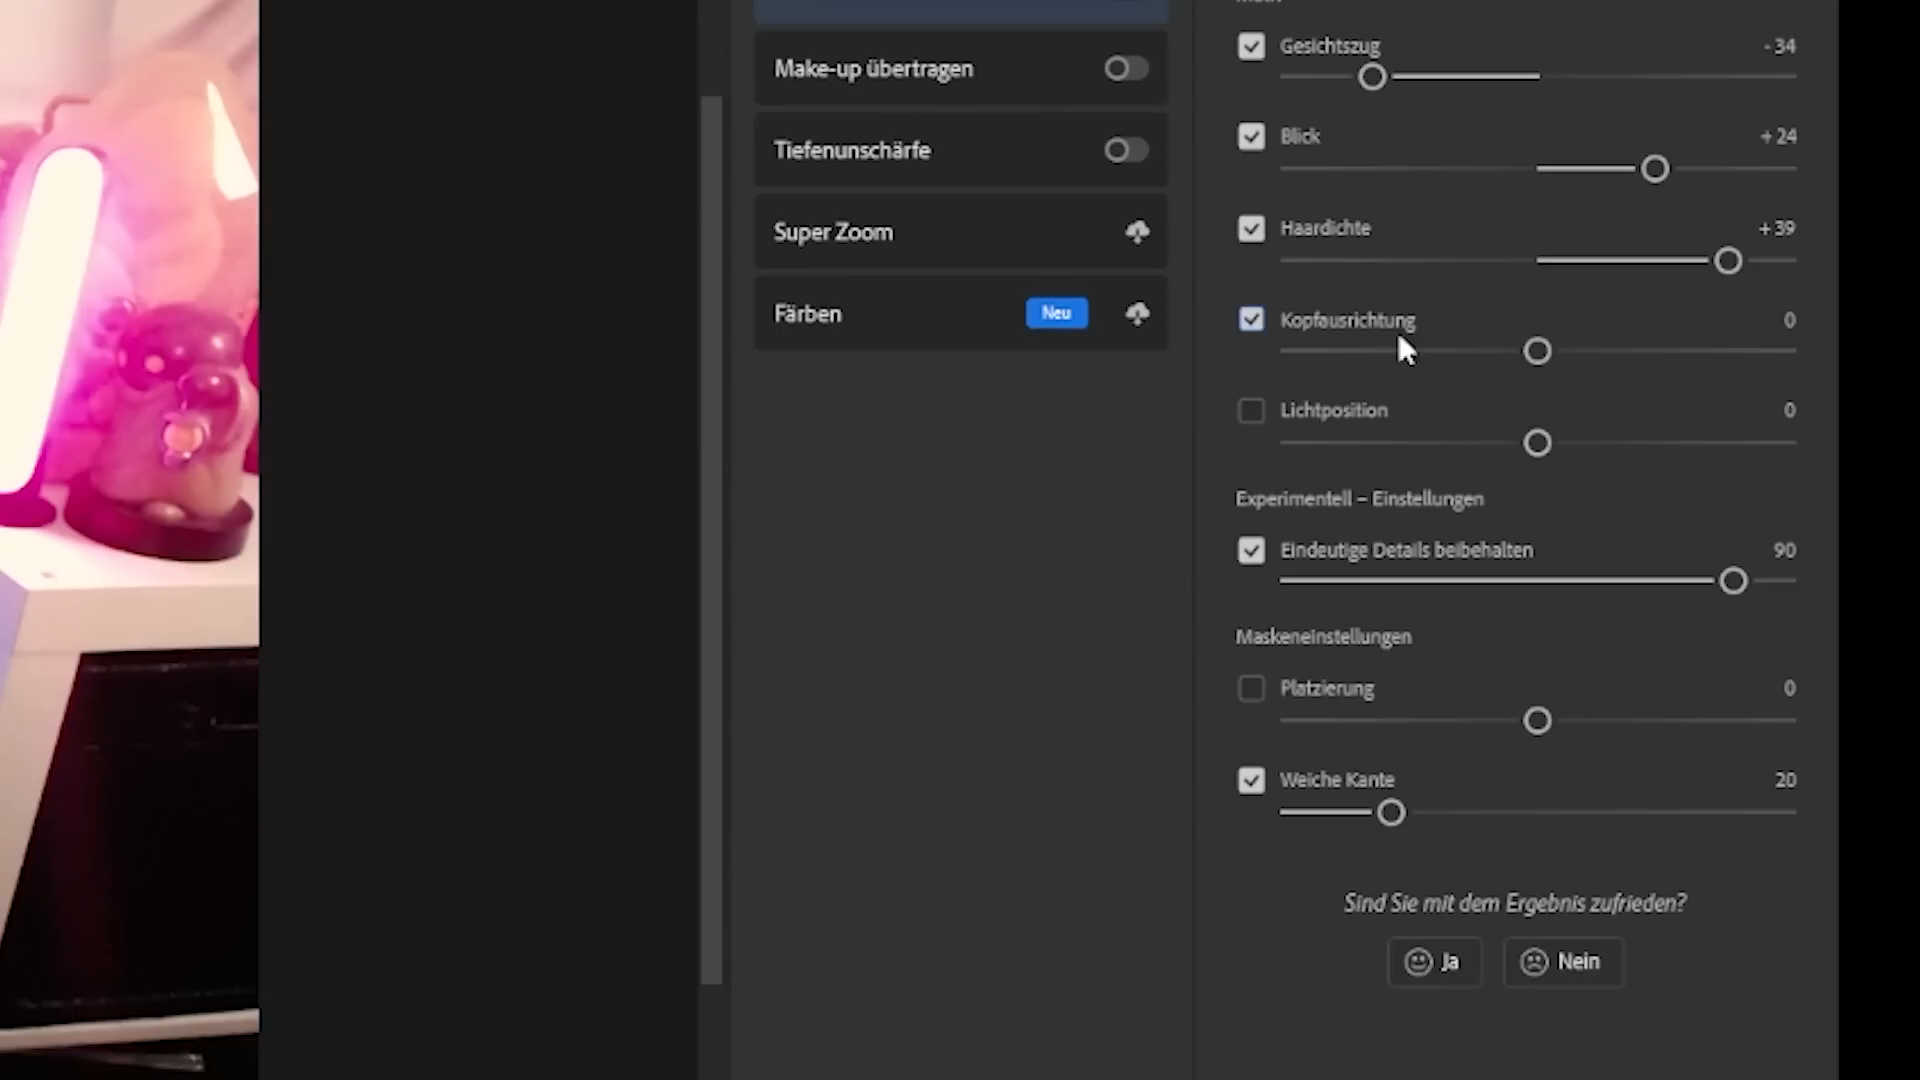 Make-up übertragen
Tiefenunschärfe
Super Zoom
Färben Neu
Gesichtszug - 34
Blick + 24
Haardichte + 39
Kopfausrichtung 0
Lichtposition 0
Experimentell – Einstellungen
Eindeutige Details beibehalten 90
Maskeneinstellungen
Platzierung 0
Weiche Kante 20
Sind Sie mit dem Ergebnis zufrieden?
Ja Nein